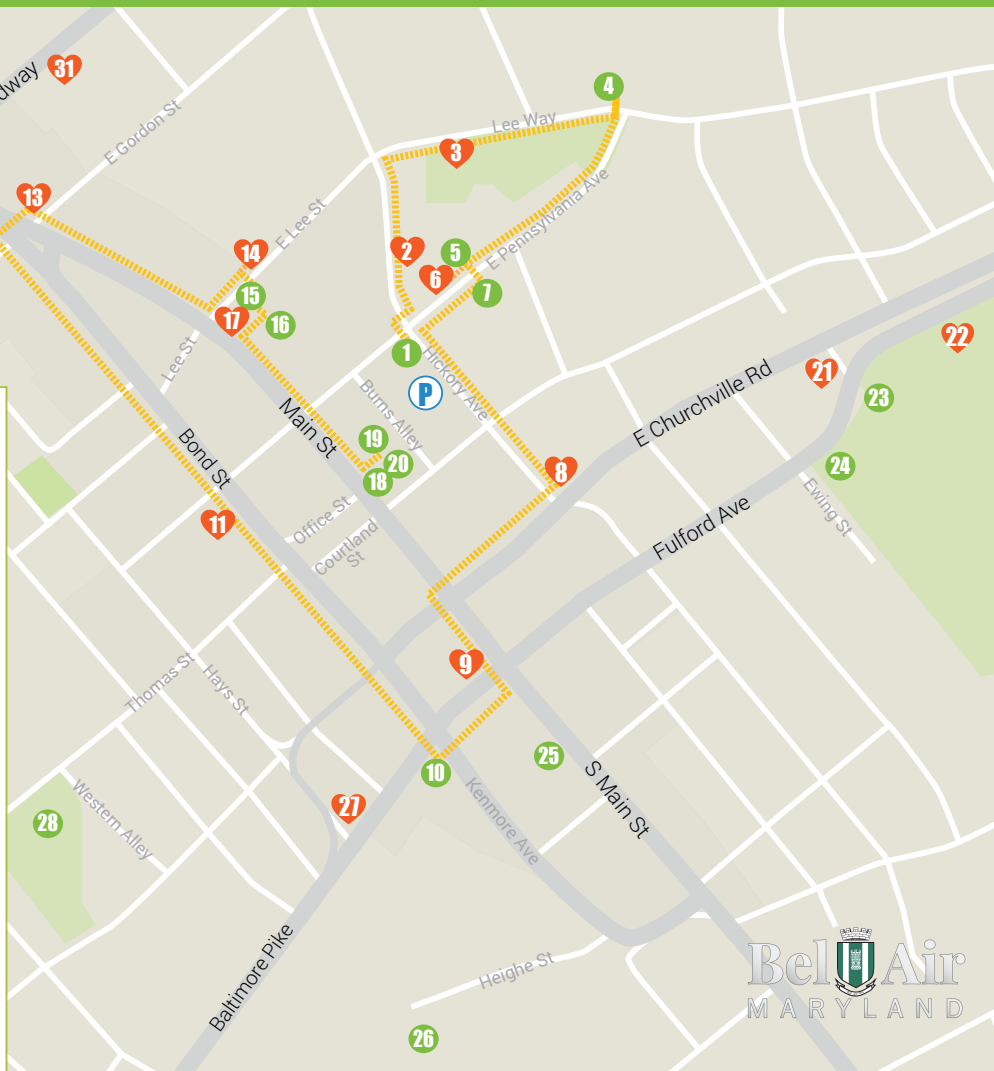 dway
31
E Gordon St
4
Lee Way
3
13
E Lee St
E Pennsylvania Ave
14
2
5
6
7
15
17
16
1
Lee St
Hickory Ave
P
Burns Alley
Main St
E Churchville Rd
21
22
23
19
20
18
8
24
Bond St
Ewing St
11
Office St
Courtland
St
Fulford Ave
9
Thomas St
Hays St
25
10
S Main St
27
Kenmore Ave
28
Western Alley
Baltimore Pike
Heighe St
Bel Air
MARYLAND
26